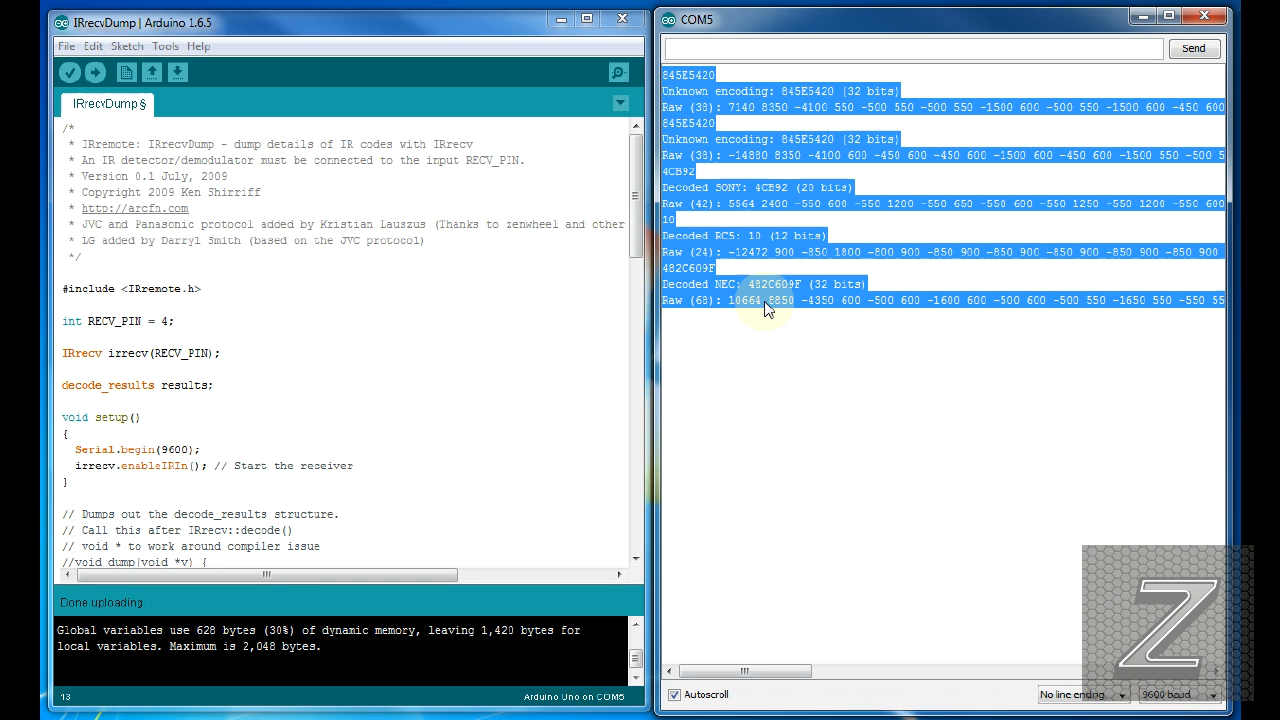 IRrecvDump | Arduino 1.6.5
File Edit Sketch Tools Help
IRrecvDump§
/*
* IRremote: IRrecvDump - dump details of IR codes with IRrecv
* An IR detector/demodulator must be connected to the input RECV_PIN.
* Version 0.1 July, 2009
* Copyright 2009 Ken Shirriff
* http://arcfn.com
* JVC and Panasonic protocol added by Kristian Lauszus (Thanks to zenwheel and other
* LG added by Darryl Smith (based on the JVC protocol)
*/
#include <IRremote.h>
int RECV_PIN = 4;
IRrecv irrecv(RECV_PIN);
decode_results results;
void setup()
{
Serial.begin(9600);
irrecv.enableIRIn(); // Start the receiver
}
// Dumps out the decode_results structure.
// Call this after IRrecv::decode()
// void * to work around compiler issue
//void dump(void *v) {
Done uploading.
Global variables use 628 bytes (30%) of dynamic memory, leaving 1,420 bytes for
local variables. Maximum is 2,048 bytes.
13
Arduino Uno on COM5
COM5
Send
845E5420
Unknown encoding: 845E5420 (32 bits)
Raw (38): 7140 8350 -4100 550 -500 550 -500 550 -1500 600 -500 550 -1500 600 -450 600
845E5420
Unknown encoding: 845E5420 (32 bits)
Raw (38): -14880 8350 -4100 600 -450 600 -450 600 -1500 600 -450 600 -1500 550 -500 5
4CB92
Decoded SONY: 4CB92 (20 bits)
Raw (42): 5564 2400 -550 600 -550 1250 -550 650 -550 600 -550 1250 -550 1200 -550 600
10
Decoded RC5: 10 (12 bits)
Raw (24): -12472 900 -850 1800 -800 900 -850 900 -850 900 -800 900 -850 900 -850 900
482C609F
Decoded NEC: 482C609F (32 bits)
Raw (68): 10664 8850 -4350 600 -500 600 -1600 600 -500 600 -500 550 -1650 550 -550 55
Autoscroll
No line ending
9600 baud
Z